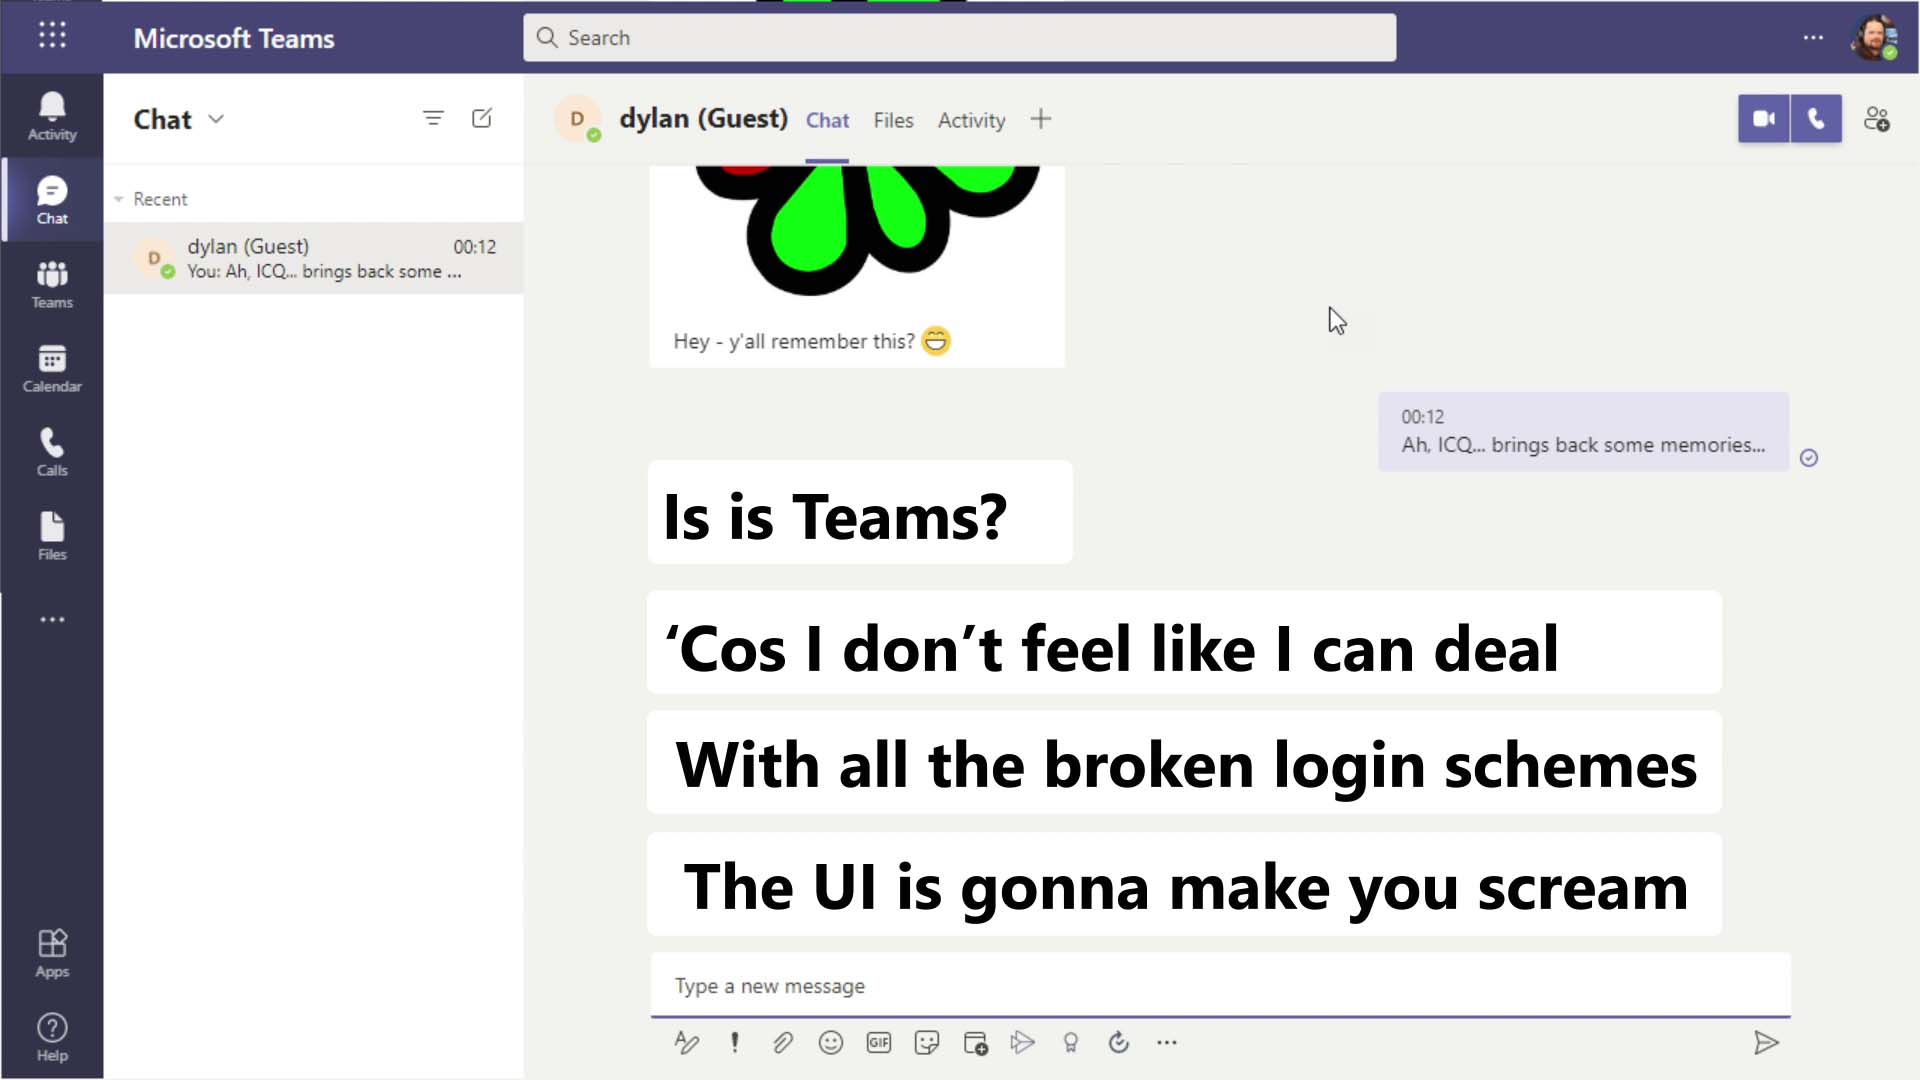 Microsoft Teams
Search
Activity
Chat
Teams
Calendar
Calls
Files
Apps
Help
Chat
Recent
dylan (Guest) 00:12
You: Ah, ICQ... brings back some ...
D
D
dylan (Guest) Chat Files Activity
Hey - y'all remember this?
00:12
Ah, ICQ... brings back some memories...
Is is Teams?
‘Cos I don’t feel like I can deal
With all the broken login schemes
The UI is gonna make you scream
Type a new message
GIF